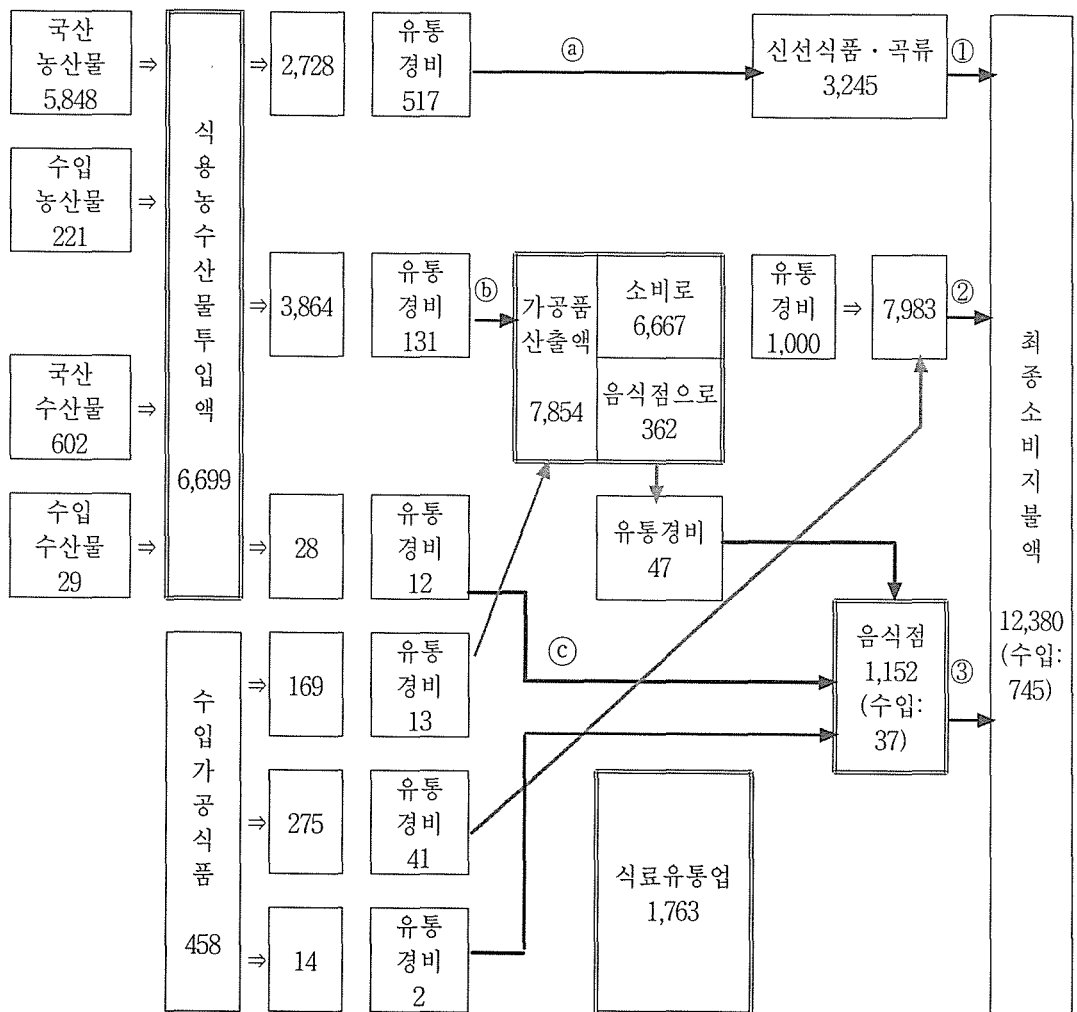 국산
농산물
5,848
⇒
수입
농산물
221
⇒
국산
수산물
602
⇒
수입
수산물
29
⇒
식
용
농
수
산
물
투
입
액
6,699
⇒
2,728
유통
경비
517
ⓐ
신선식품·곡류
3,245
①
⇒
3,864
유통
경비
131
ⓑ
가공품
산출액
7,854
소비로
6,667
음식점으로
362
유통
경비
1,000
⇒
7,983
②
⇒
28
유통
경비
12
유통경비
47
ⓒ
수
입
가
공
식
품
458
⇒
169
유통
경비
13
⇒
275
유통
경비
41
⇒
14
유통
경비
2
음식점
1,152
(수입:
37)
③
식료유통업
1,763
최
종
소
비
지
불
액
12,380
(수입:
745)